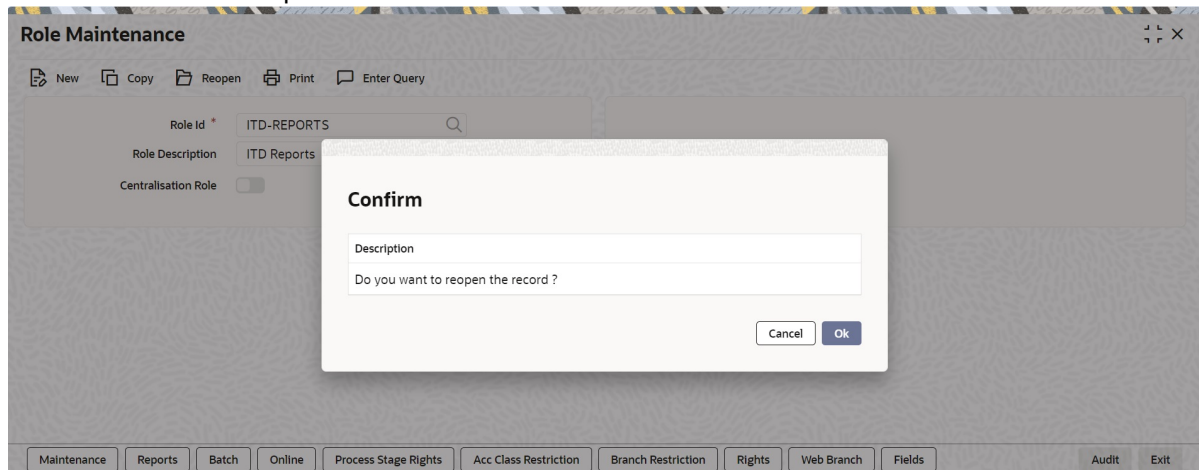 Role Maintenance
New Copy Reopen Print Enter Query
Role Id * ITD-REPORTS
Role Description ITD Reports
Centralisation Role
Confirm
Description
Do you want to reopen the record ?
Cancel Ok
Maintenance Reports Batch Online Process Stage Rights Acc Class Restriction Branch Restriction Rights Web Branch Fields Audit Exit